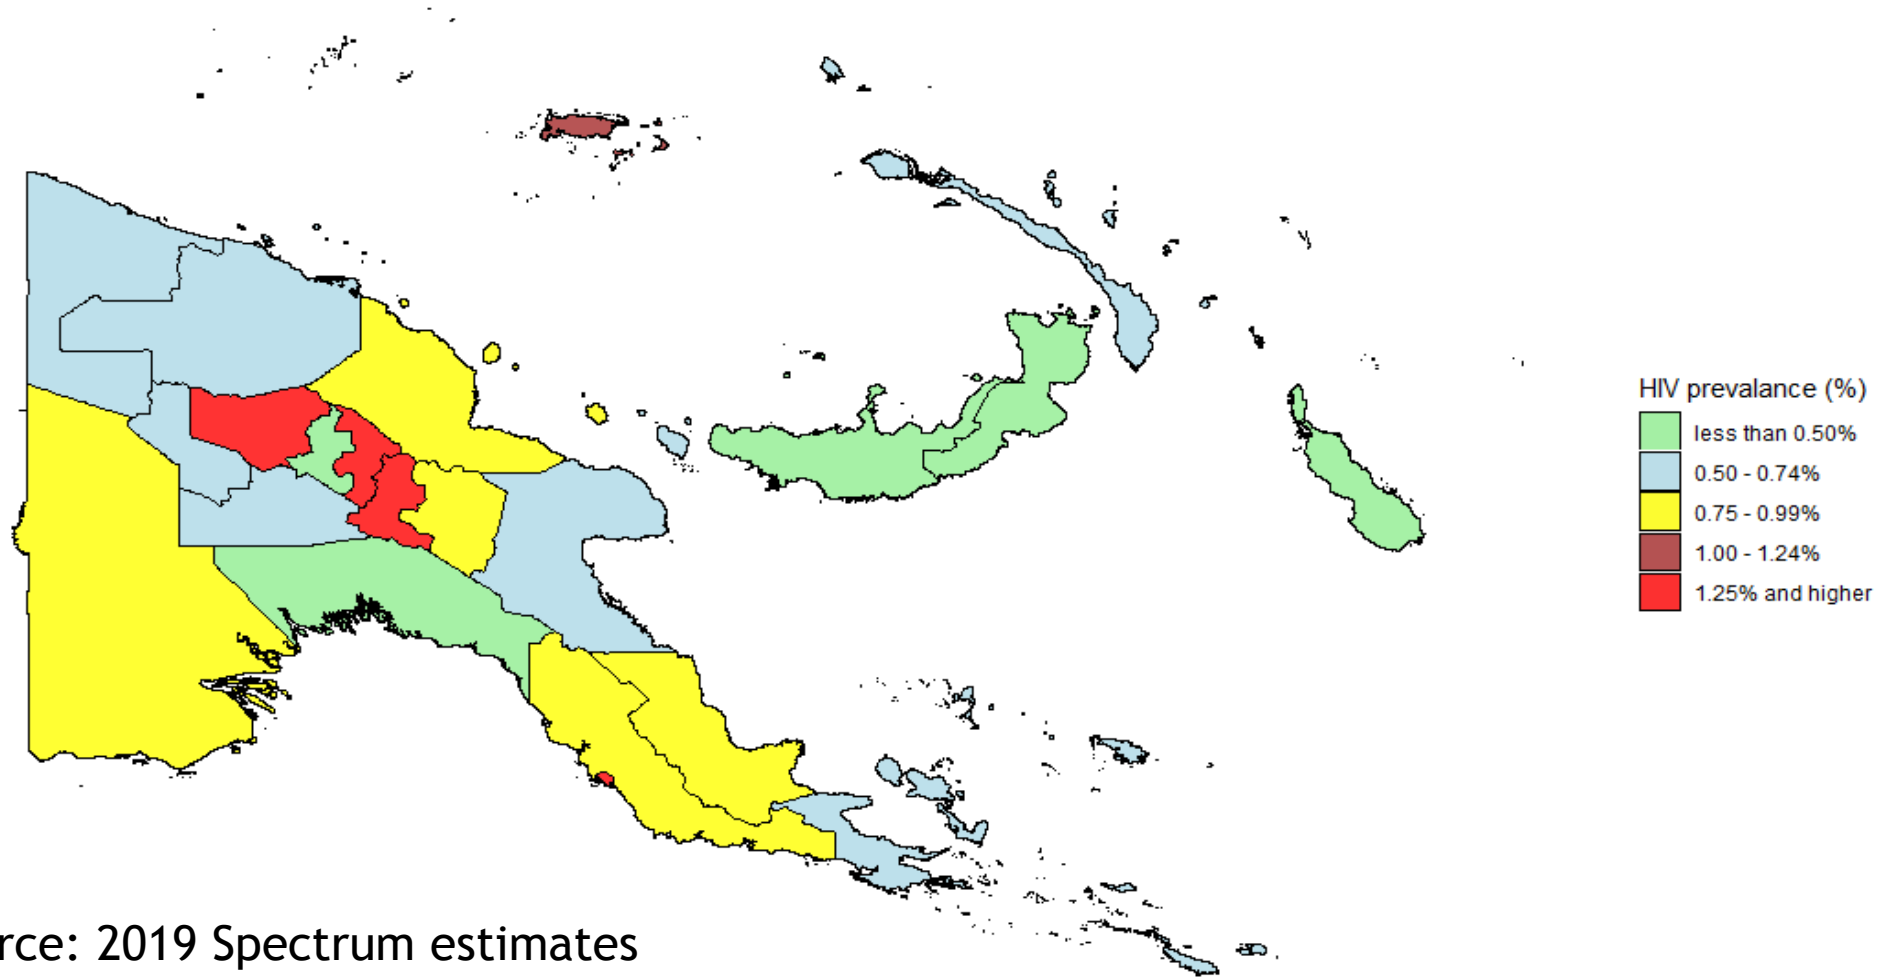 HIV prevalance (%)
less than 0.50%
0.50 - 0.74%
0.75 - 0.99%
1.00 - 1.24%
1.25% and higher
rce: 2019 Spectrum estimates